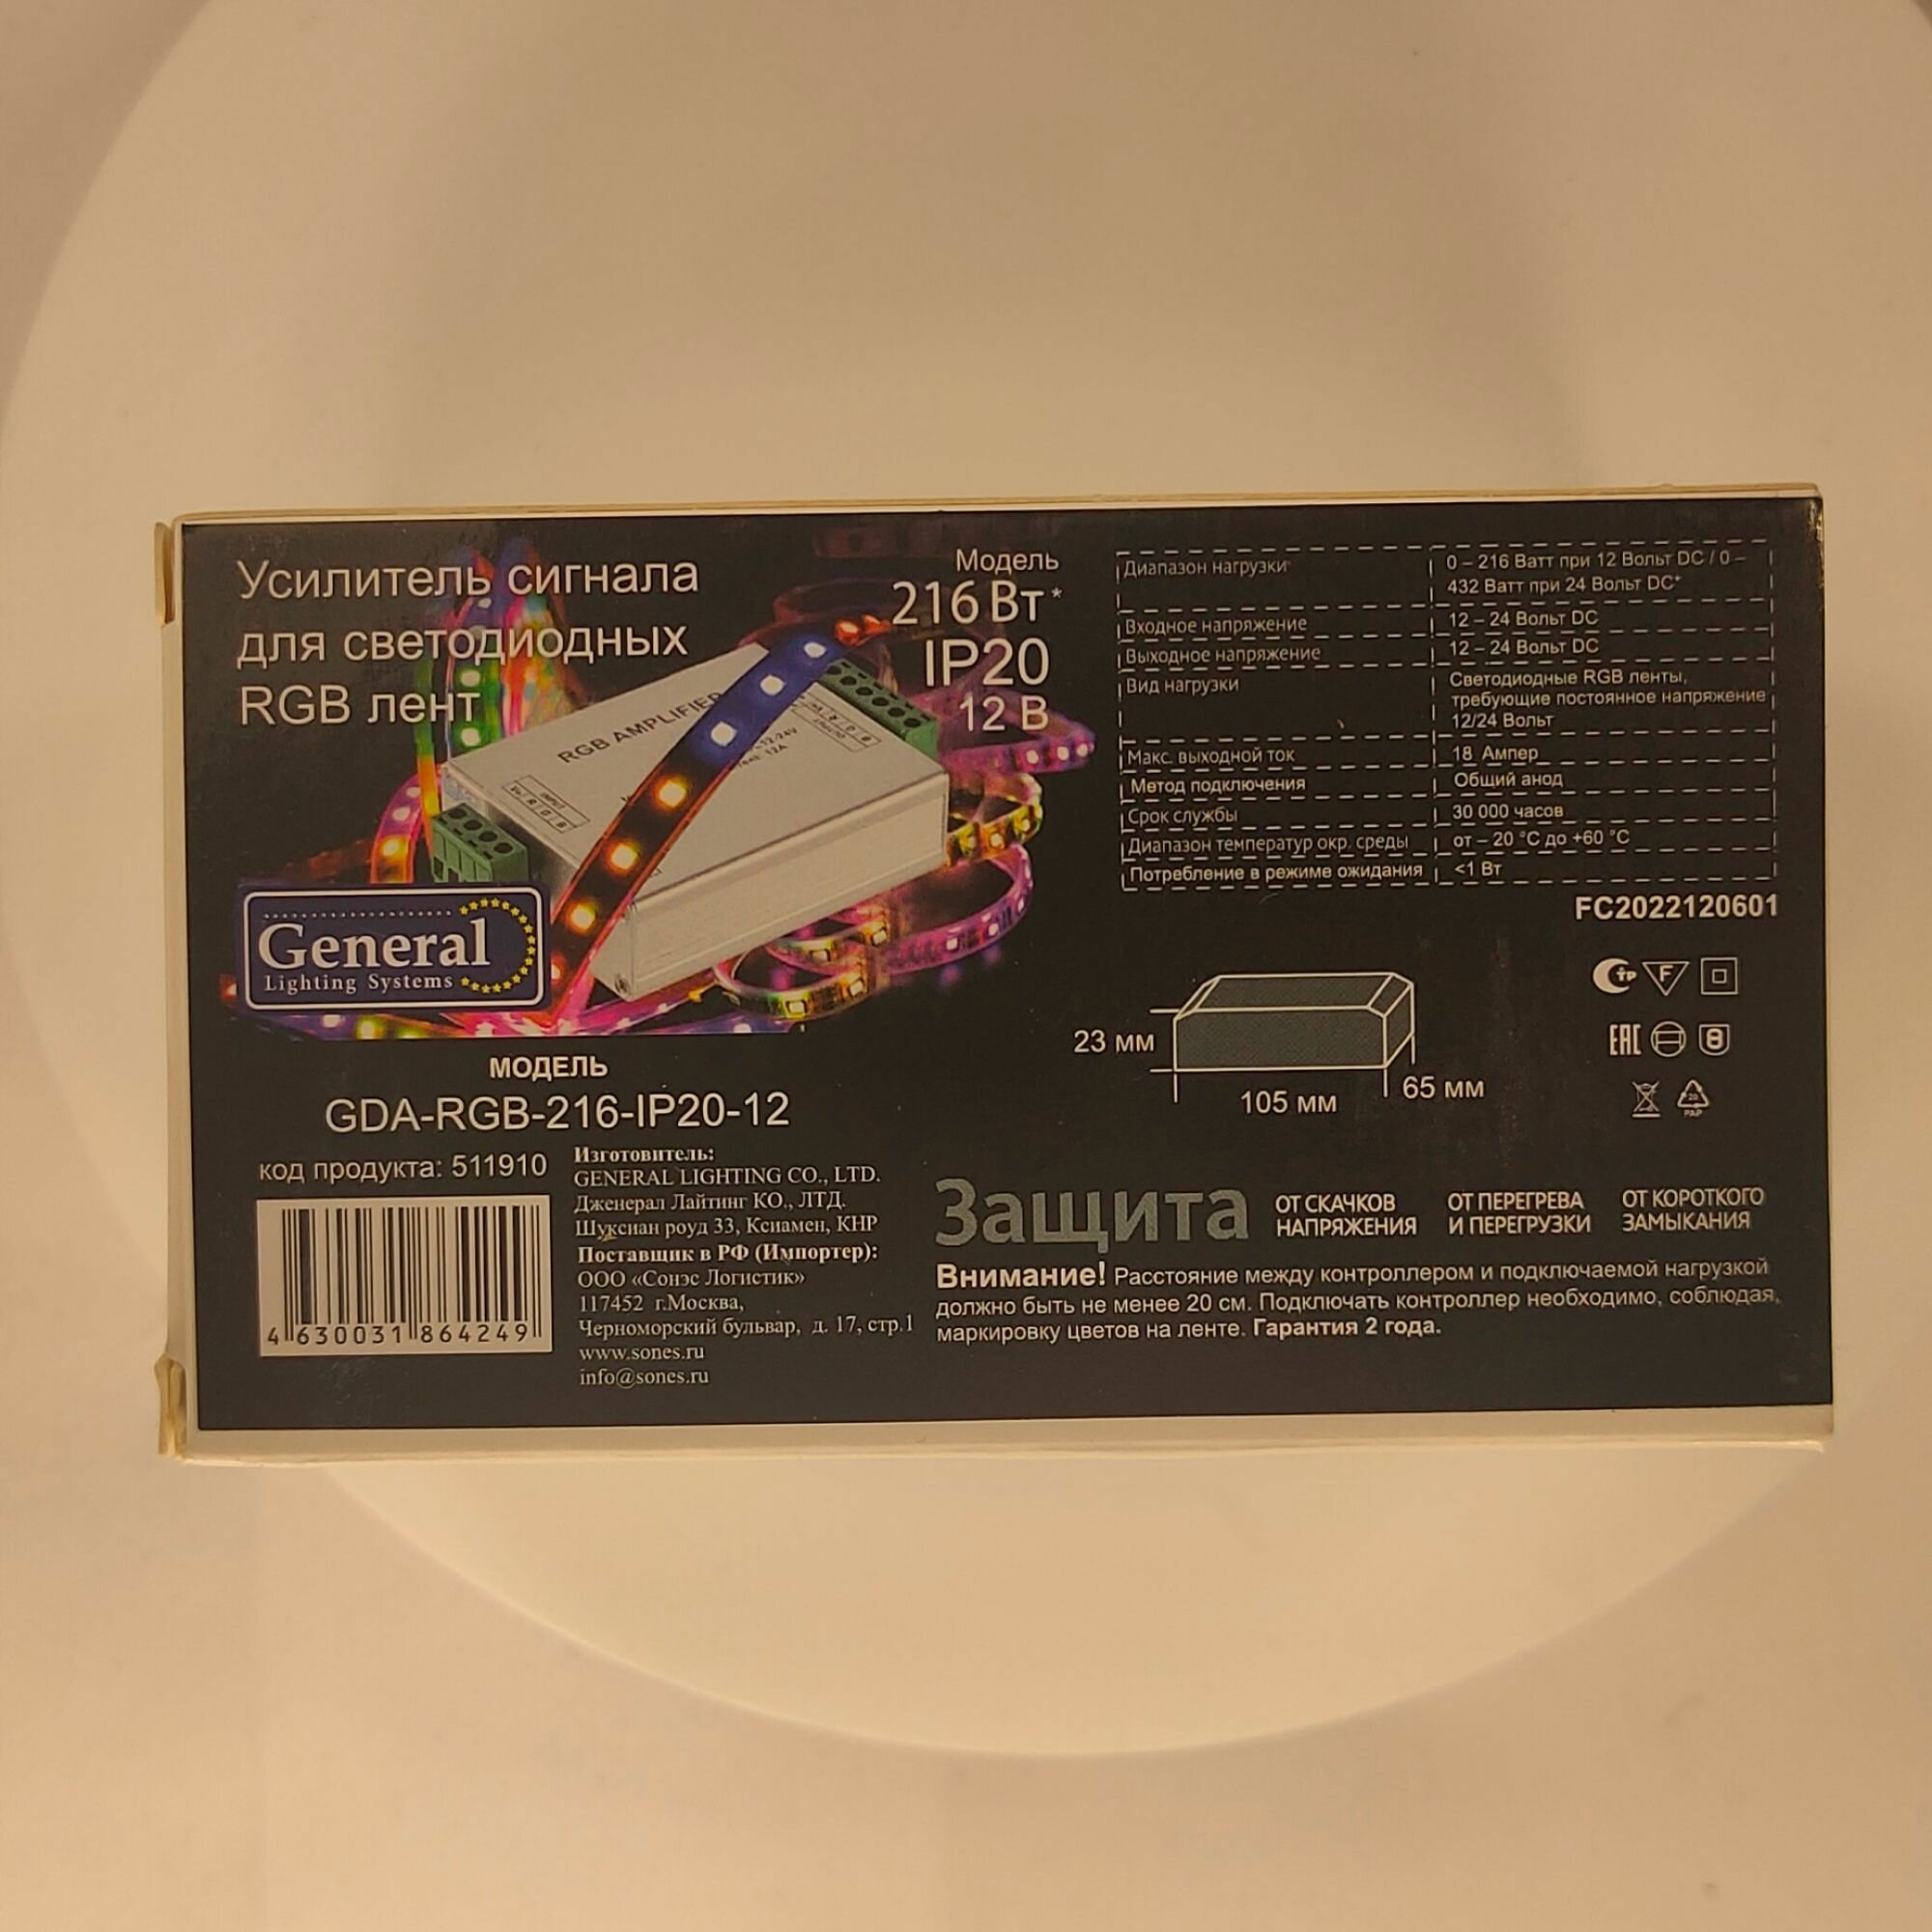 Усилитель сигнала
для светодиодных
RGB лент
Модель
216 Вт*
IP20
12 В
RGB AMPLIFIER
INPUT
General
Lighting Systems
МОДЕЛЬ
GDA-RGB-216-IP20-12
код продукта: 511910
4 630031 864249
Изготовитель:
GENERAL LIGHTING CO., LTD.
Дженерал Лайтинг КО., ЛТД.
Шуксиан роуд 33, Ксиамен, КНР
Поставщик в РФ (Импортер):
ООО «Сонэс Логистик»
117452 г.Москва,
Черноморский бульвар, д. 17, стр.1
www.sones.ru
info@sones.ru
Диапазон нагрузки 0 – 216 Ватт при 12 Вольт DC / 0 –
432 Ватт при 24 Вольт DC*
Входное напряжение 12 – 24 Вольт DC
Выходное напряжение 12 – 24 Вольт DC
Вид нагрузки Светодиодные RGB ленты,
требующие постоянное напряжение
12/24 Вольт
Макс. выходной ток 18 Ампер
Метод подключения Общий анод
Срок службы 30 000 часов
Диапазон температур окр. среды от – 20 °C до +60 °C
Потребление в режиме ожидания <1 Вт
FC2022120601
23 мм
105 мм
65 мм
F
EAC
20
PAP
Защита
ОТ СКАЧКОВ
НАПРЯЖЕНИЯ
ОТ ПЕРЕГРЕВА
И ПЕРЕГРУЗКИ
ОТ КОРОТКОГО
ЗАМЫКАНИЯ
Внимание! Расстояние между контроллером и подключаемой нагрузкой
должно быть не менее 20 см. Подключать контроллер необходимо, соблюдая,
маркировку цветов на ленте. Гарантия 2 года.